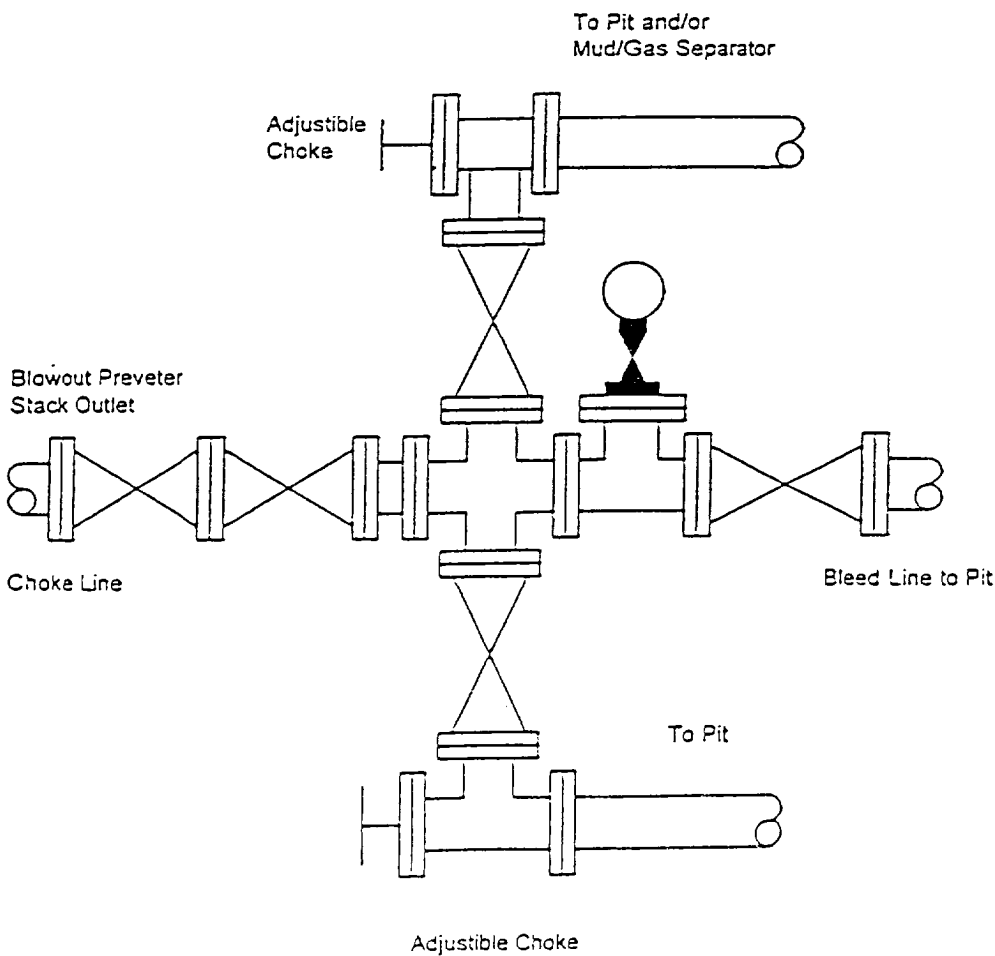 To Pit and/or
Mud/Gas Separator
Adjustible
Choke
Blowout Preveter
Stack Outlet
Choke Line
Bleed Line to Pit
To Pit
Adjustible Choke